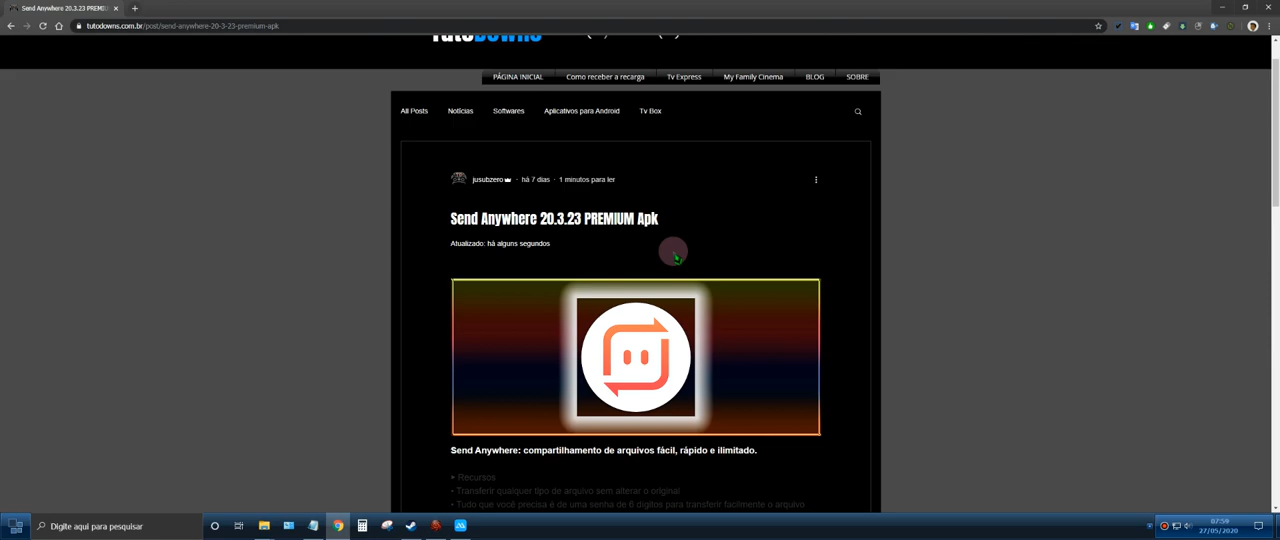 Send Anywhere 20.3.23 PREMIUM
tutodowns.com.br/post/send-anywhere-20-3-23-premium-apk
TutoDowns
PÁGINA INICIAL
Como receber a recarga
Tv Express
My Family Cinema
BLOG
SOBRE
All Posts
Notícias
Softwares
Aplicativos para Android
Tv Box
jusubzero
há 7 dias
1 minutos para ler
Send Anywhere 20.3.23 PREMIUM Apk
Atualizado: há alguns segundos
Send Anywhere: compartilhamento de arquivos fácil, rápido e ilimitado.
▸ Recursos
• Transferir qualquer tipo de arquivo sem alterar o original
• Tudo que você precisa é de uma senha de 6 dígitos para transferir facilmente o arquivo
Digite aqui para pesquisar
07:59
27/05/2020